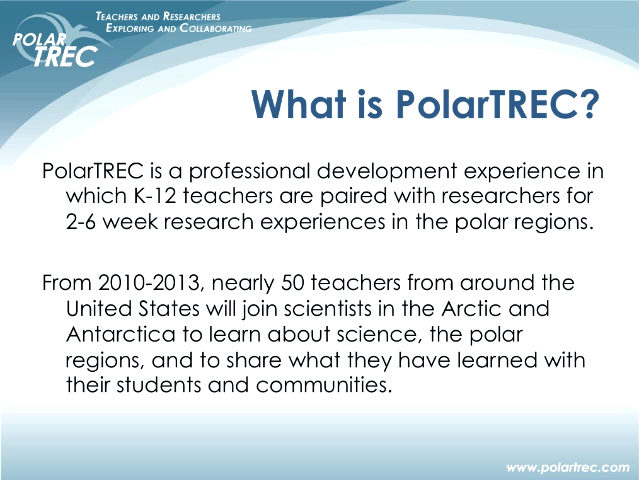 TEACHERS AND RESEARCHERS
EXPLORING AND COLLABORATING
POLAR
TREC
What is PolarTREC?
PolarTREC is a professional development experience in
which K-12 teachers are paired with researchers for
2-6 week research experiences in the polar regions.
From 2010-2013, nearly 50 teachers from around the
United States will join scientists in the Arctic and
Antarctica to learn about science, the polar
regions, and to share what they have learned with
their students and communities.
www.polartrec.com